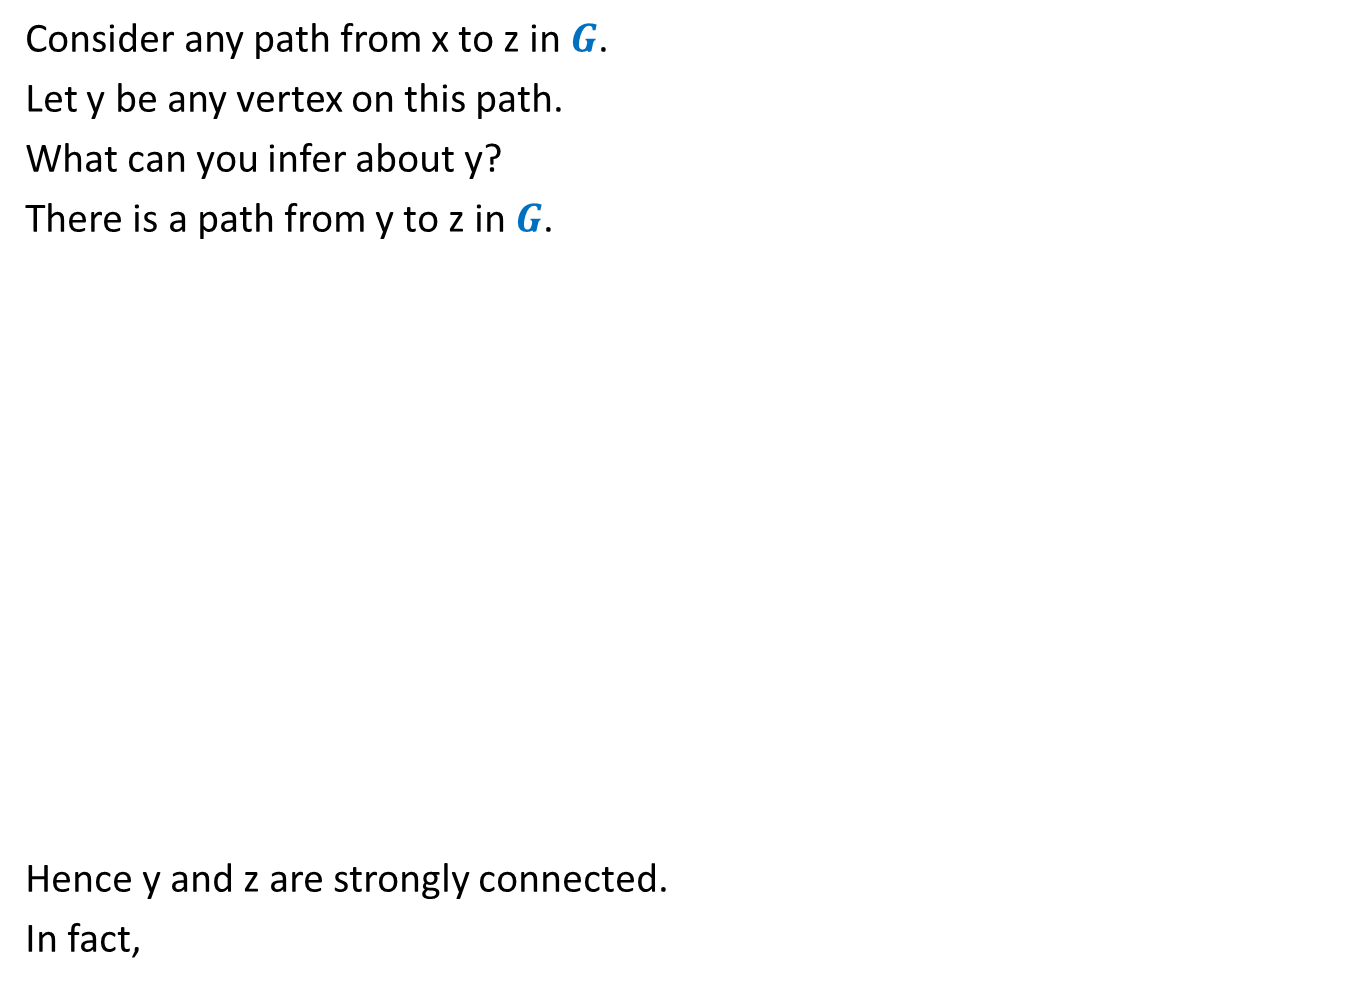 Consider any path from x to z in G.
Let y be any vertex on this path.
What can you infer about y?
There is a path from y to z in G.
Hence y and z are strongly connected.
In fact,